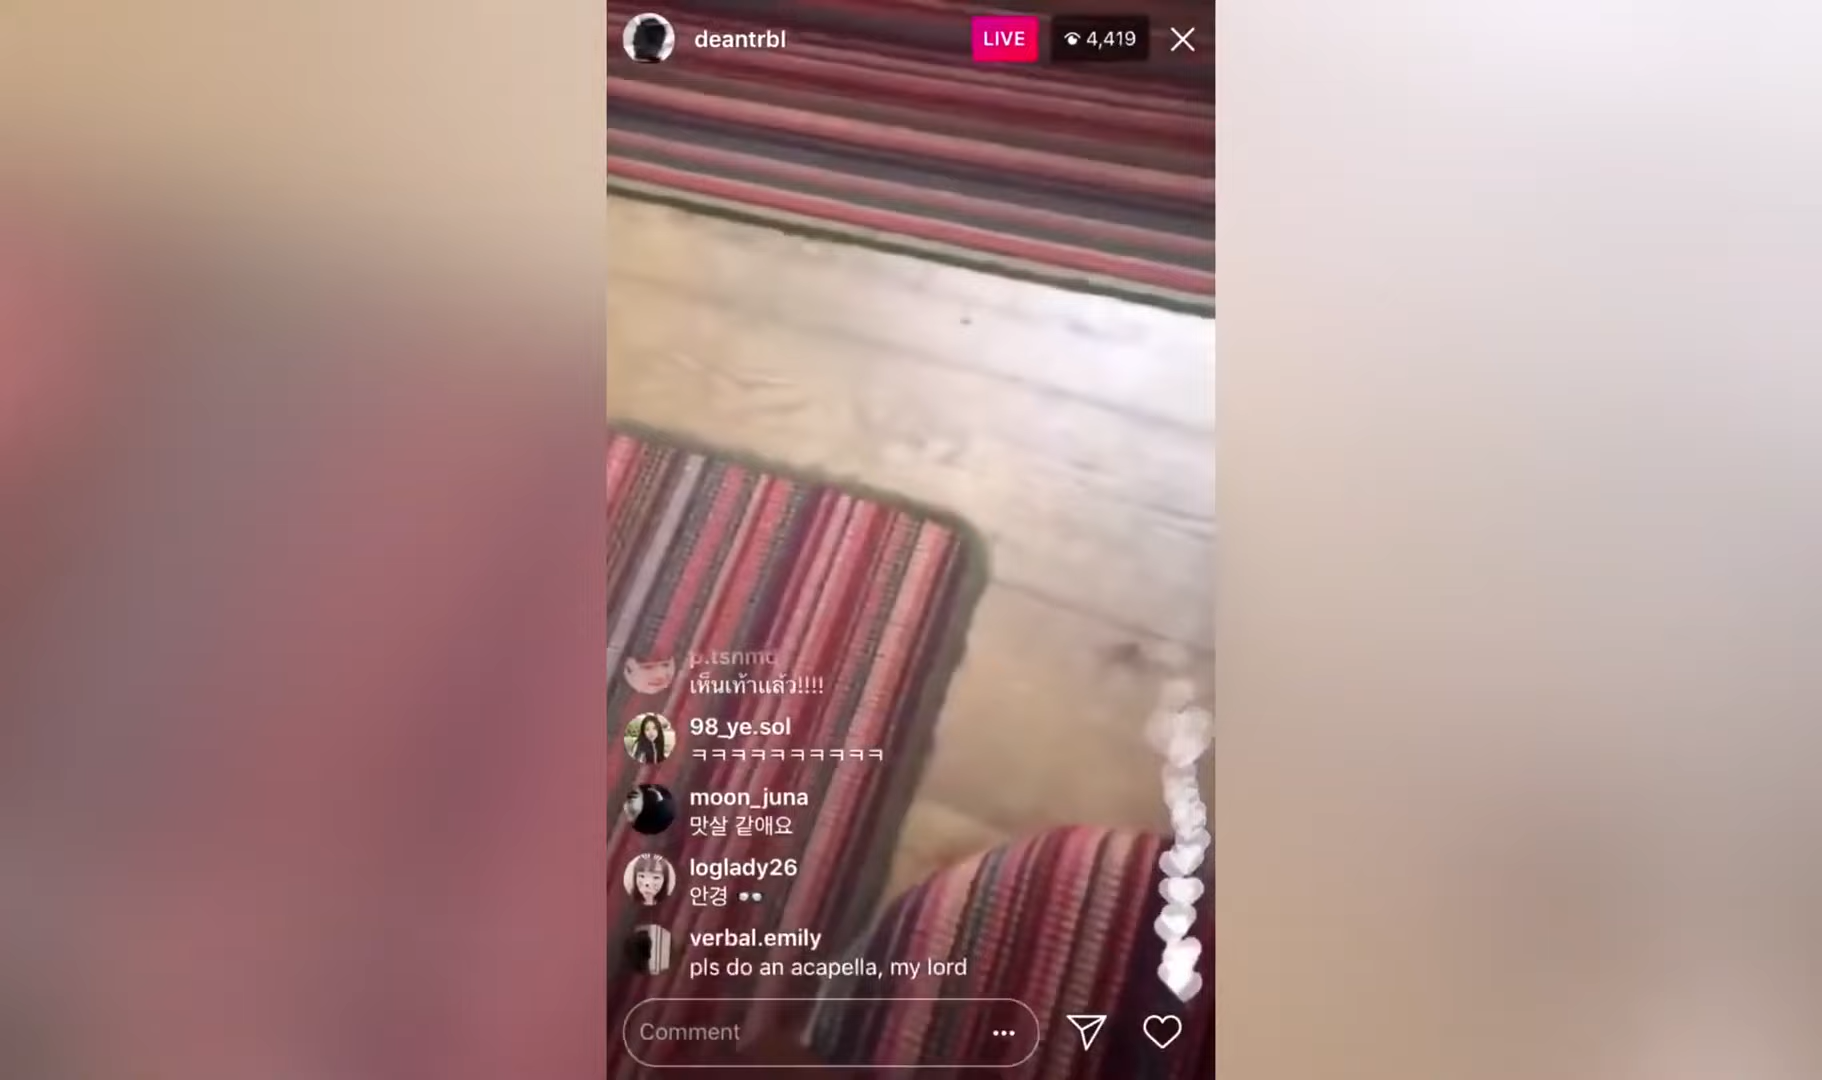 deantrbl
LIVE
4,419
เห็นเท้าแล้ว!!!!
98_ye.sol
ㅋㅋㅋㅋㅋㅋㅋㅋㅋㅋ
moon_juna
맛살 같애요
loglady26
안경 👓
verbal.emily
pls do an acapella, my lord
Comment